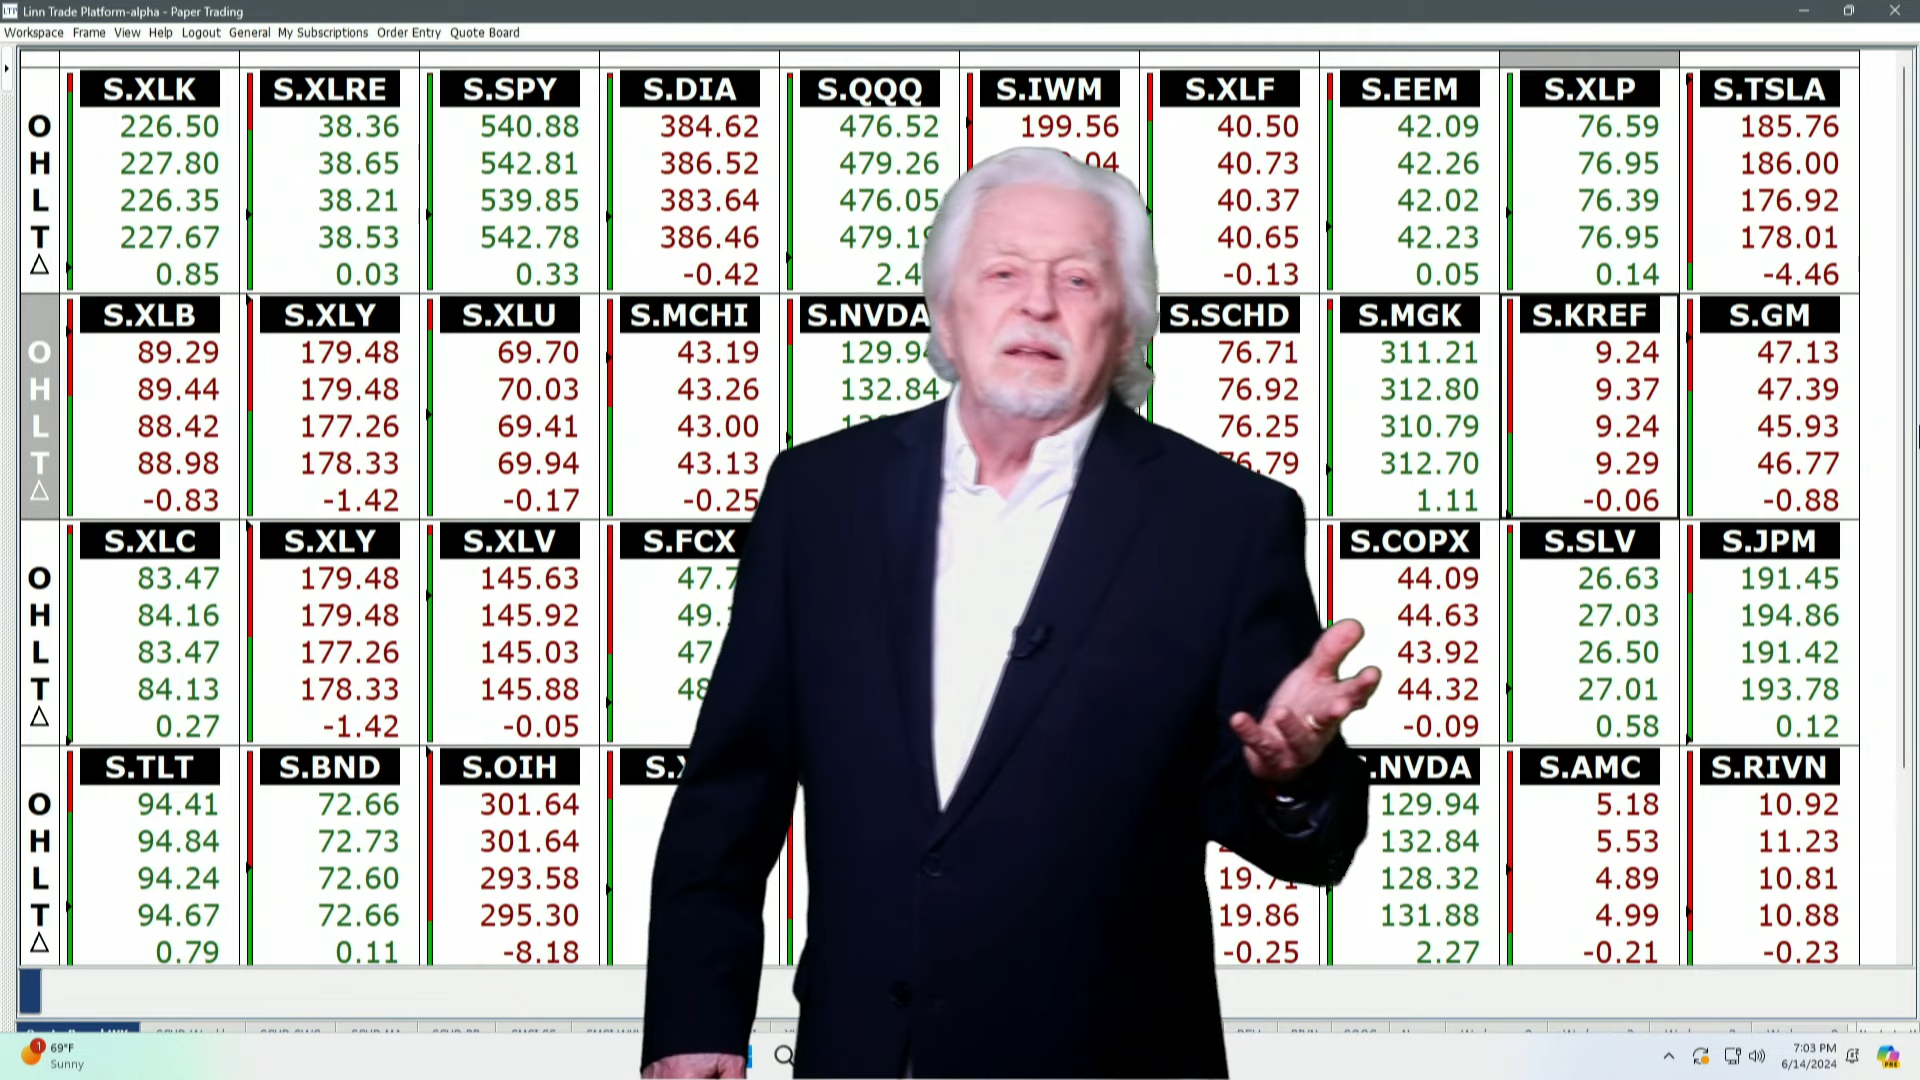 Linn Trade Platform-alpha - Paper Trading
Workspace Frame View Help Logout General My Subscriptions Order Entry Quote Board
S.XLK S.XLRE S.SPY S.DIA S.QQQ S.IWM S.XLF S.EEM S.XLP S.TSLA
O 226.50 38.36 540.88 384.62 476.52 199.56 40.50 42.09 76.59 185.76
H 227.80 38.65 542.81 386.52 479.26 40.73 42.26 76.95 186.00
L 226.35 38.21 539.85 383.64 476.05 40.37 42.02 76.39 176.92
T 227.67 38.53 542.78 386.46 40.65 42.23 76.95 178.01
△ 0.85 0.03 0.33 -0.42 -0.13 0.05 0.14 -4.46
S.XLB S.XLY S.XLU S.MCHI S.NVDA S.SCHD S.MGK S.KREF S.GM
O 89.29 179.48 69.70 43.19 76.71 311.21 9.24 47.13
H 89.44 179.48 70.03 43.26 132.84 76.92 312.80 9.37 47.39
L 88.42 177.26 69.41 43.00 76.25 310.79 9.24 45.93
T 88.98 178.33 69.94 43.13 312.70 9.29 46.77
△ -0.83 -1.42 -0.17 -0.25 1.11 -0.06 -0.88
S.XLC S.XLY S.XLV S.FCX S.COPX S.SLV S.JPM
O 83.47 179.48 145.63 44.09 26.63 191.45
H 84.16 179.48 145.92 44.63 27.03 194.86
L 83.47 177.26 145.03 43.92 26.50 191.42
T 84.13 178.33 145.88 44.32 27.01 193.78
△ 0.27 -1.42 -0.05 -0.09 0.58 0.12
S.TLT S.BND S.OIH .NVDA S.AMC S.RIVN
O 94.41 72.66 301.64 129.94 5.18 10.92
H 94.84 72.73 301.64 132.84 5.53 11.23
L 94.24 72.60 293.58 128.32 4.89 10.81
T 94.67 72.66 295.30 19.86 131.88 4.99 10.88
△ 0.79 0.11 -8.18 -0.25 2.27 -0.21 -0.23
1 69°F
Sunny
7:03 PM
6/14/2024